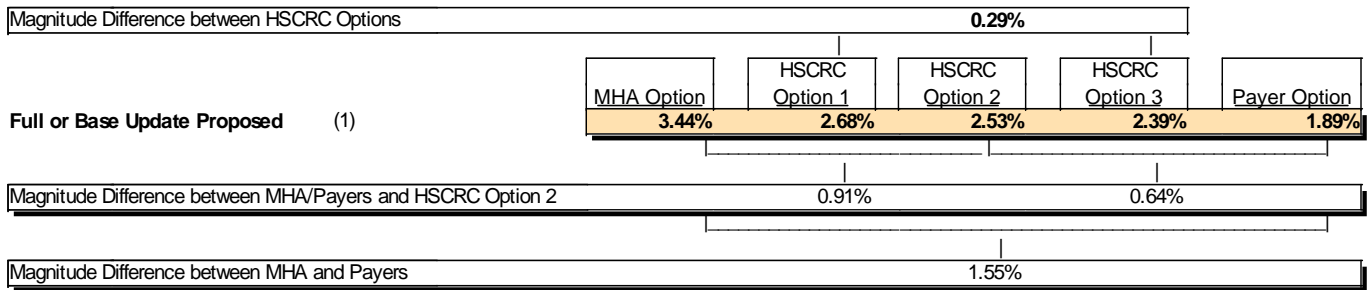 Magnitude Difference between HSCRC Options 0.29%
HSCRC HSCRC HSCRC
MHA Option Option 1 Option 2 Option 3 Payer Option
Full or Base Update Proposed (1) 3.44% 2.68% 2.53% 2.39% 1.89%
Magnitude Difference between MHA/Payers and HSCRC Option 2 0.91% 0.64%
Magnitude Difference between MHA and Payers 1.55%